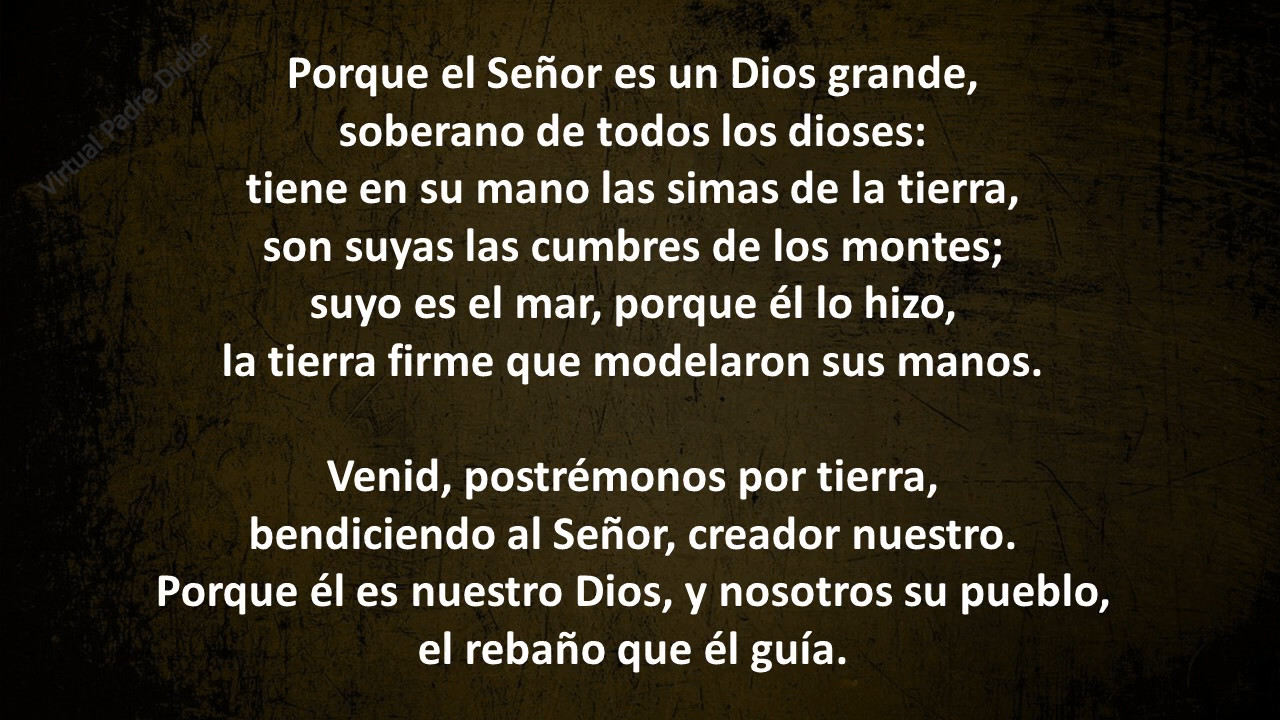 Virtual Padre Didier
Porque el Señor es un Dios grande,
soberano de todos los dioses:
tiene en su mano las simas de la tierra,
son suyas las cumbres de los montes;
suyo es el mar, porque él lo hizo,
la tierra firme que modelaron sus manos.
Venid, postrémonos por tierra,
bendiciendo al Señor, creador nuestro.
Porque él es nuestro Dios, y nosotros su pueblo,
el rebaño que él guía.